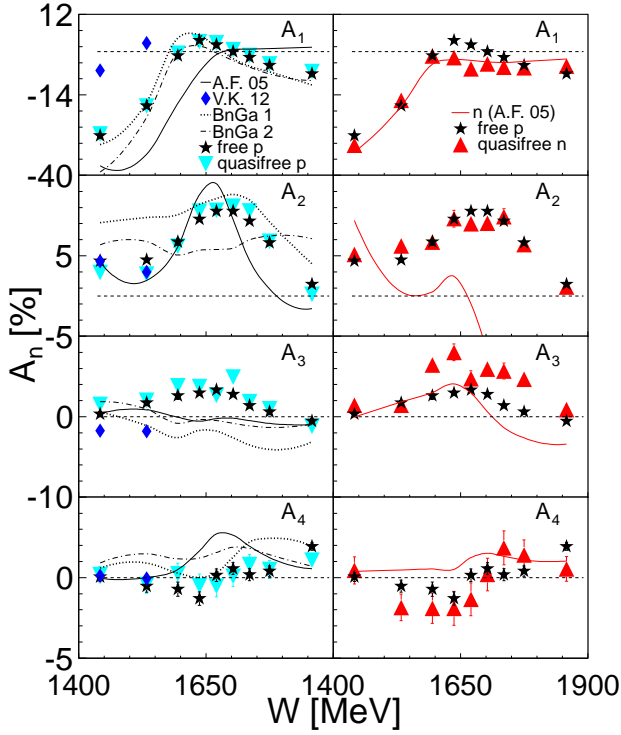 12
-14
-40
5
-5
0
-10
0
-5
A1
A.F. 05
V.K. 12
BnGa 1
BnGa 2
free p
quasifree p
A1
n (A.F. 05)
free p
quasifree n
A2
A2
A3
A3
A4
A4
An [%]
1400
1650
1400
1650
1900
W [MeV]